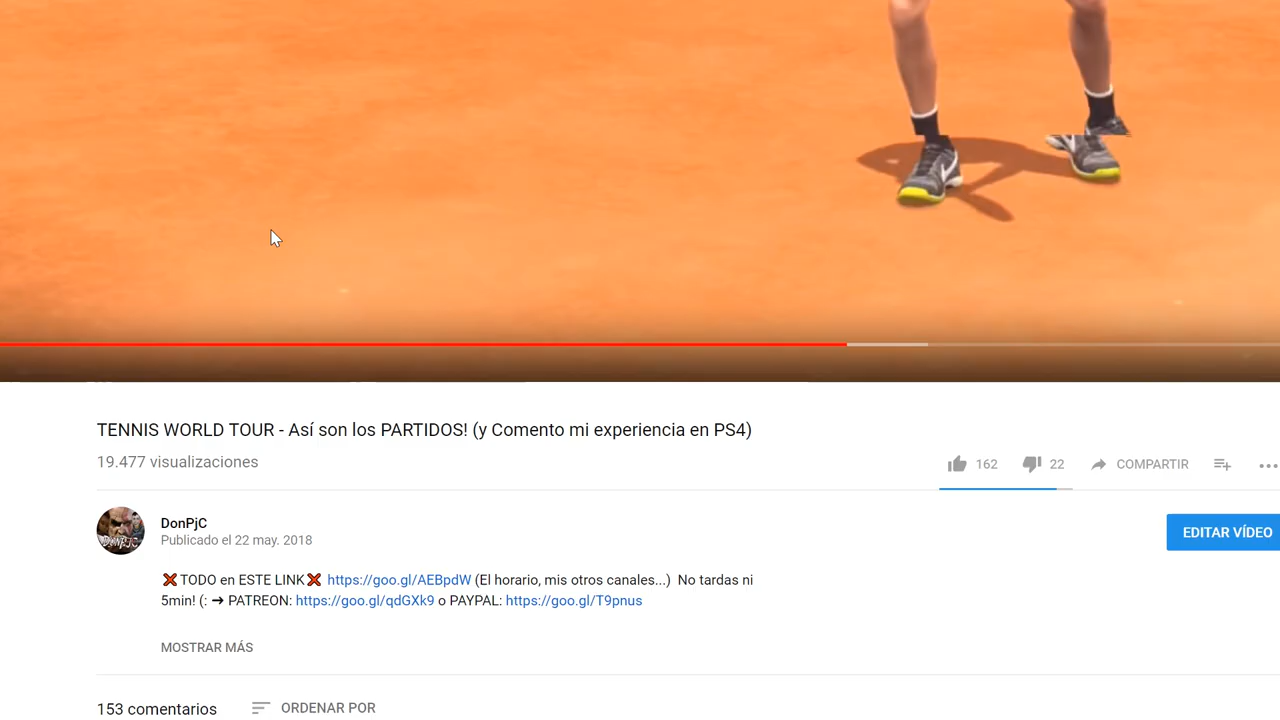 TENNIS WORLD TOUR - Así son los PARTIDOS! (y Comento mi experiencia en PS4)
19.477 visualizaciones
162 22 COMPARTIR
DonPjC
Publicado el 22 may. 2018
EDITAR VÍDEO
❌TODO en ESTE LINK❌ https://goo.gl/AEBpdW (El horario, mis otros canales...) No tardas ni
5min! (: ➜ PATREON: https://goo.gl/qdGXk9 o PAYPAL: https://goo.gl/T9pnus
MOSTRAR MÁS
153 comentarios ORDENAR POR